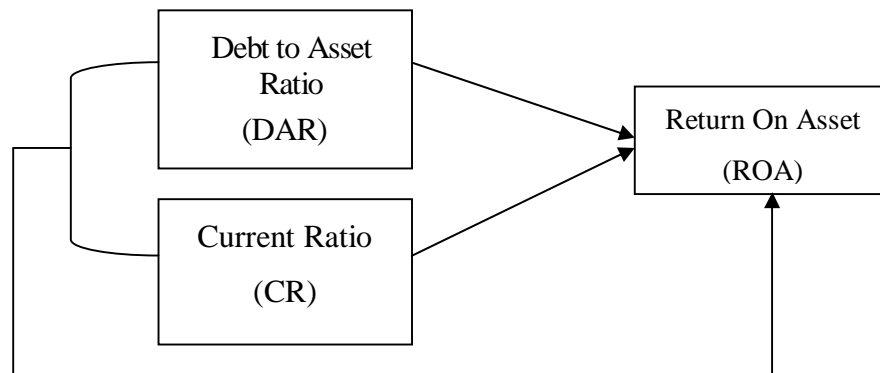 Debt to Asset
Ratio
(DAR)
Return On Asset
(ROA)
Current Ratio
(CR)